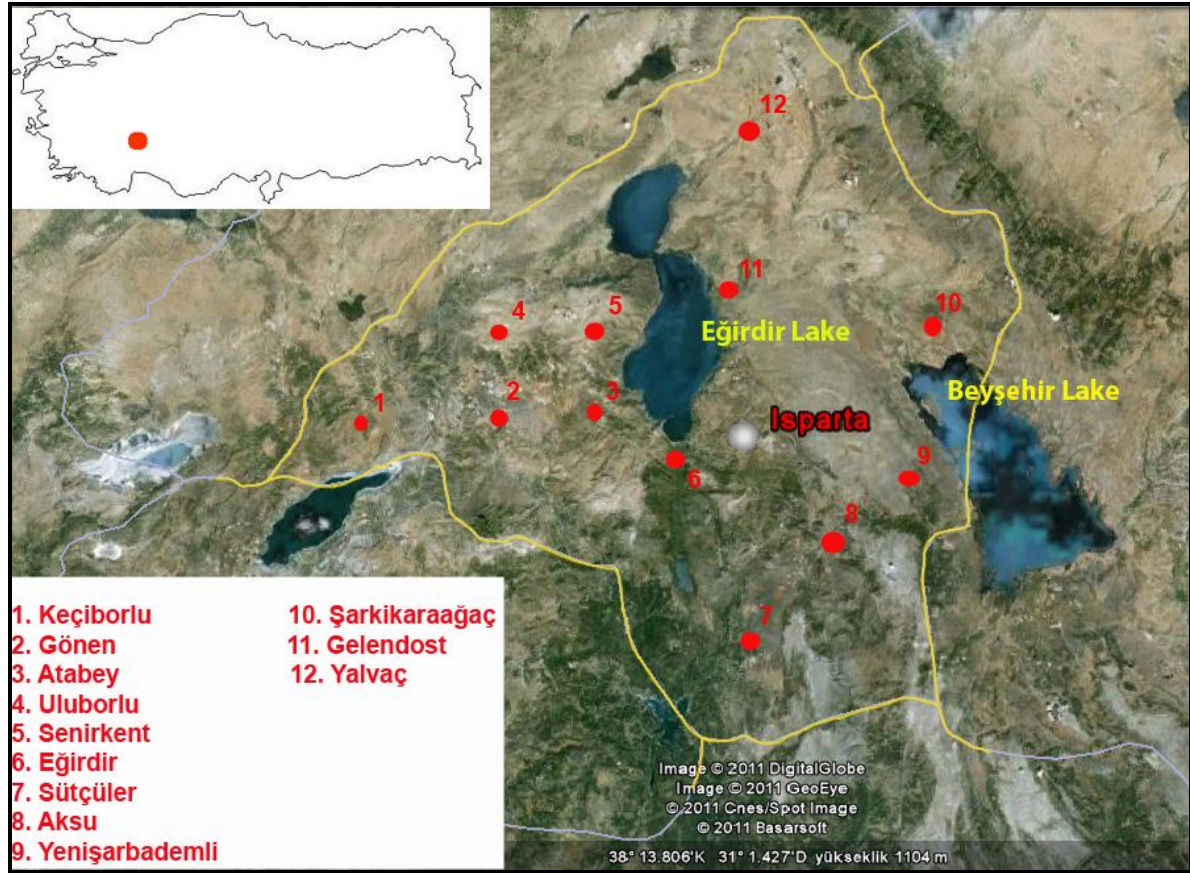 12
11
4
5
10
Eğirdir Lake
Beyşehir Lake
1
2
3
Isparta
6
9
8
7
1. Keçiborlu
2. Gönen
3. Atabey
4. Uluborlu
5. Senirkent
6. Eğirdir
7. Sütçüler
8. Aksu
9. Yenişarbademli
10. Şarkikaraağaç
11. Gelendost
12. Yalvaç
Image © 2011 DigitalGlobe
Image © 2011 GeoEye
© 2011 Cnes/Spot Image
© 2011 Basarsoft
38° 13.806'K 31° 1.427'D yükseklik 1104 m